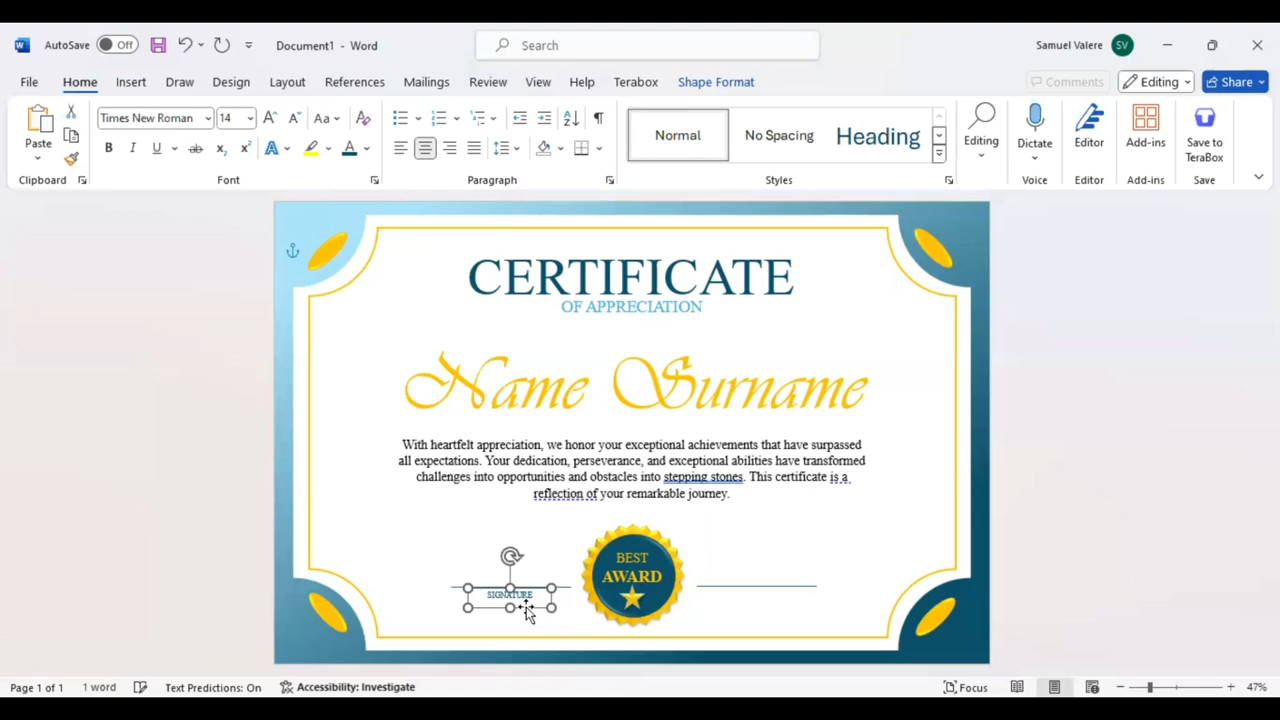 AutoSave Off Document1 - Word Search Samuel Valere SV
File Home Insert Draw Design Layout References Mailings Review View Help Terabox Shape Format Comments Editing Share
Times New Roman 14 Normal No Spacing Heading
Paste Editing Dictate Editor Add-ins Save to TeraBox
Clipboard Font Paragraph Styles Voice Editor Add-ins Save
CERTIFICATE
OF APPRECIATION
Name Surname
With heartfelt appreciation, we honor your exceptional achievements that have surpassed
all expectations. Your dedication, perseverance, and exceptional abilities have transformed
challenges into opportunities and obstacles into stepping stones. This certificate is a
reflection of your remarkable journey.
BEST
AWARD
SIGNATURE
Page 1 of 1 1 word Text Predictions: On Accessibility: Investigate Focus 47%